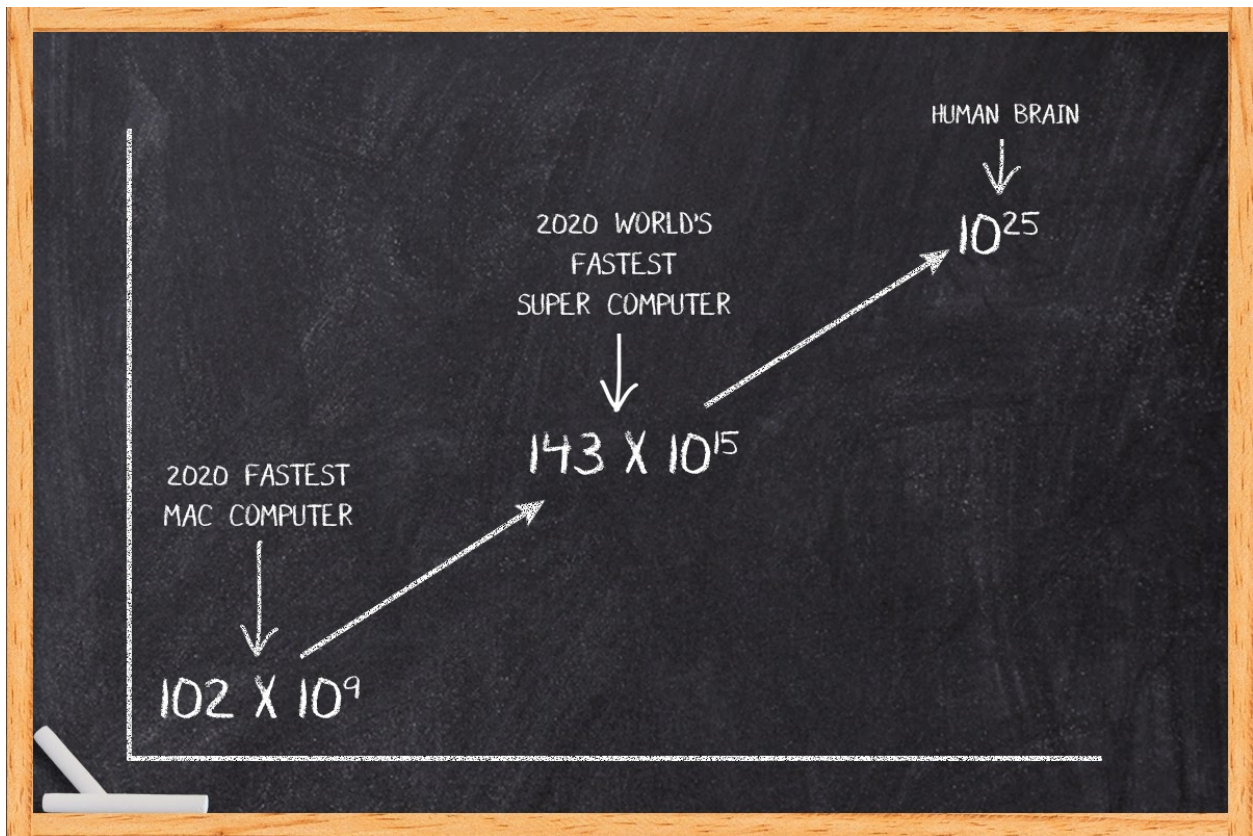 HUMAN BRAIN
10²⁵
2020 WORLD'S
FASTEST
SUPER COMPUTER
143 X 10¹⁵
2020 FASTEST
MAC COMPUTER
102 X 10⁹